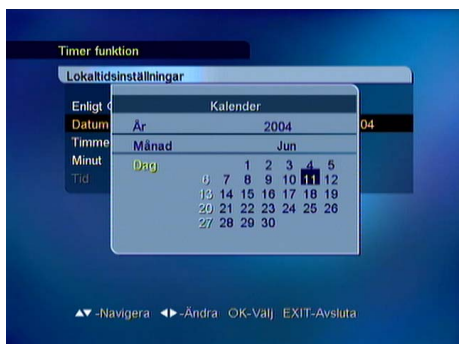 Timer funktion
Lokaltidsinställningar
Enligt
Kalender
Datum
År 2004
04
Timme
Månad Jun
Minut
Dag 1 2 3 4 5
Tid 6 7 8 9 10 11 12
13 14 15 16 17 18 19
20 21 22 23 24 25 26
27 28 29 30
▲▼ -Navigera ◄► -Ändra OK-Välj EXIT-Avsluta